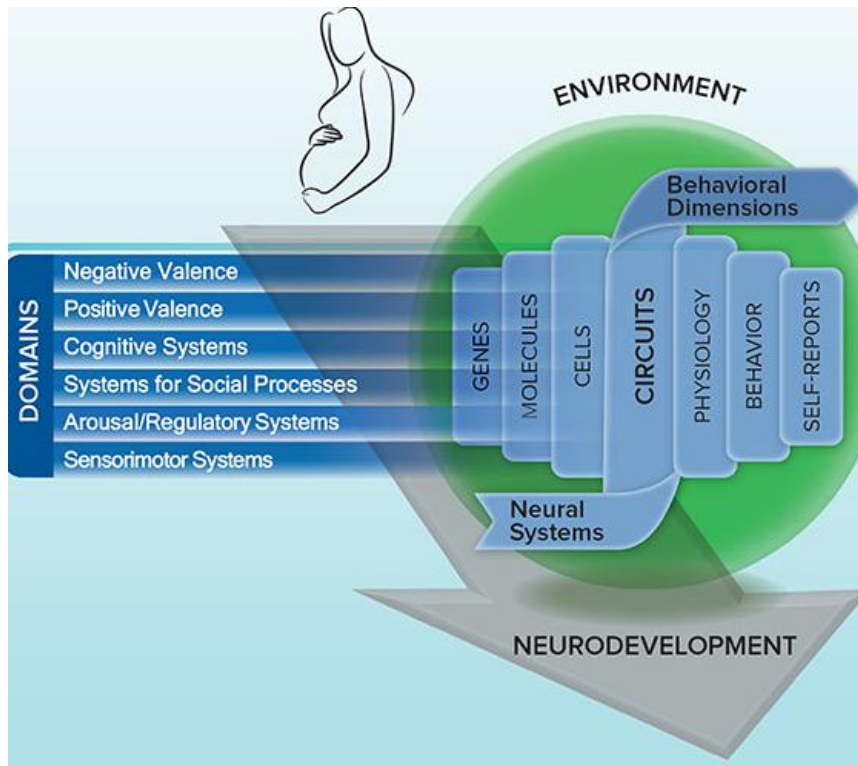 ENVIRONMENT
Behavioral
Dimensions
DOMAINS
Negative Valence
Positive Valence
Cognitive Systems
Systems for Social Processes
Arousal/Regulatory Systems
Sensorimotor Systems
GENES
MOLECULES
CELLS
CIRCUITS
PHYSIOLOGY
BEHAVIOR
SELF-REPORTS
Neural
Systems
NEURODEVELOPMENT